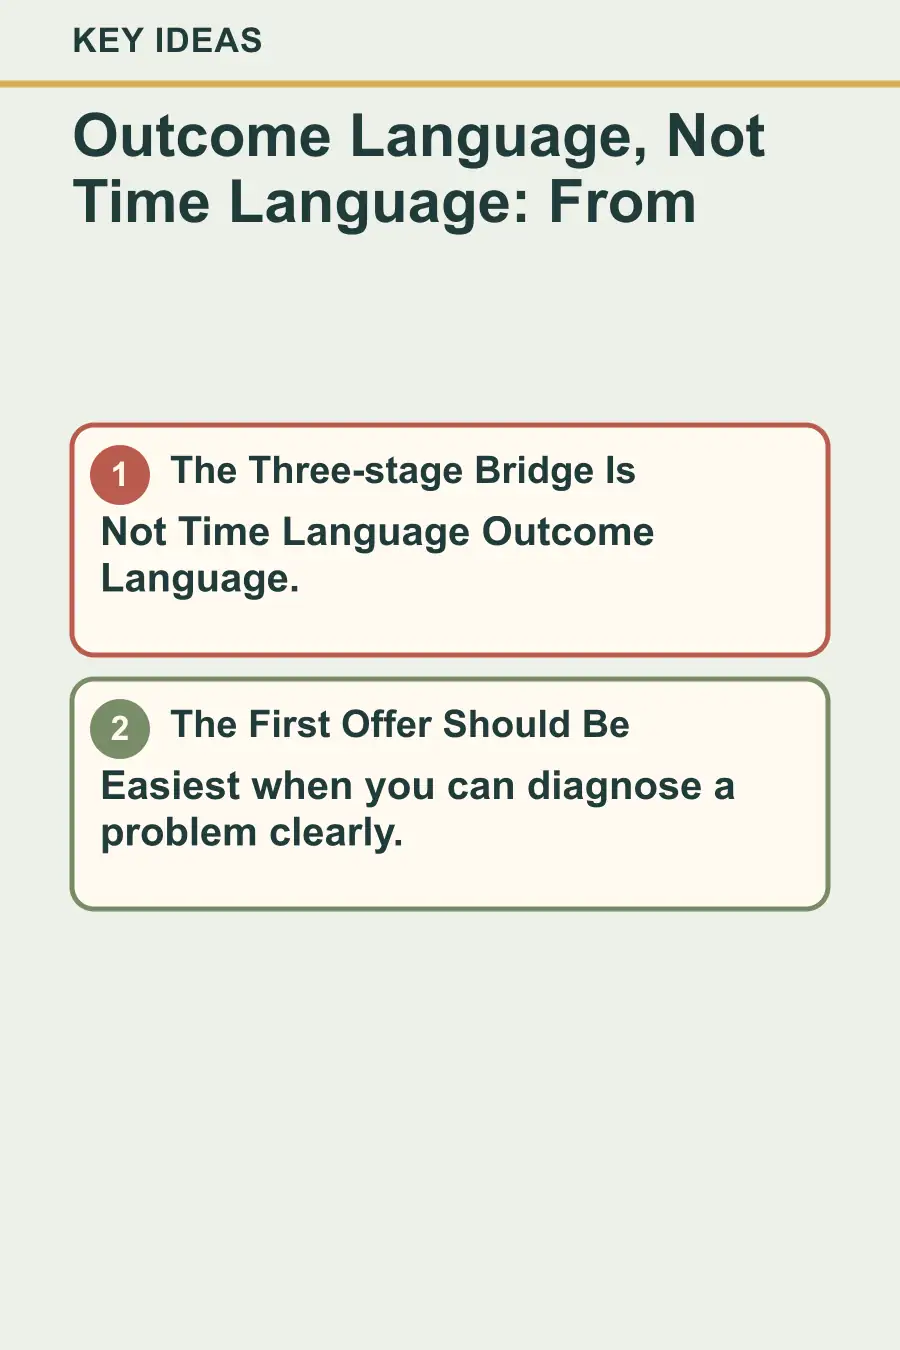 KEY IDEAS
Outcome Language, Not
Time Language: From
1 The Three-stage Bridge Is
Not Time Language Outcome
Language.
2 The First Offer Should Be
Easiest when you can diagnose a
problem clearly.